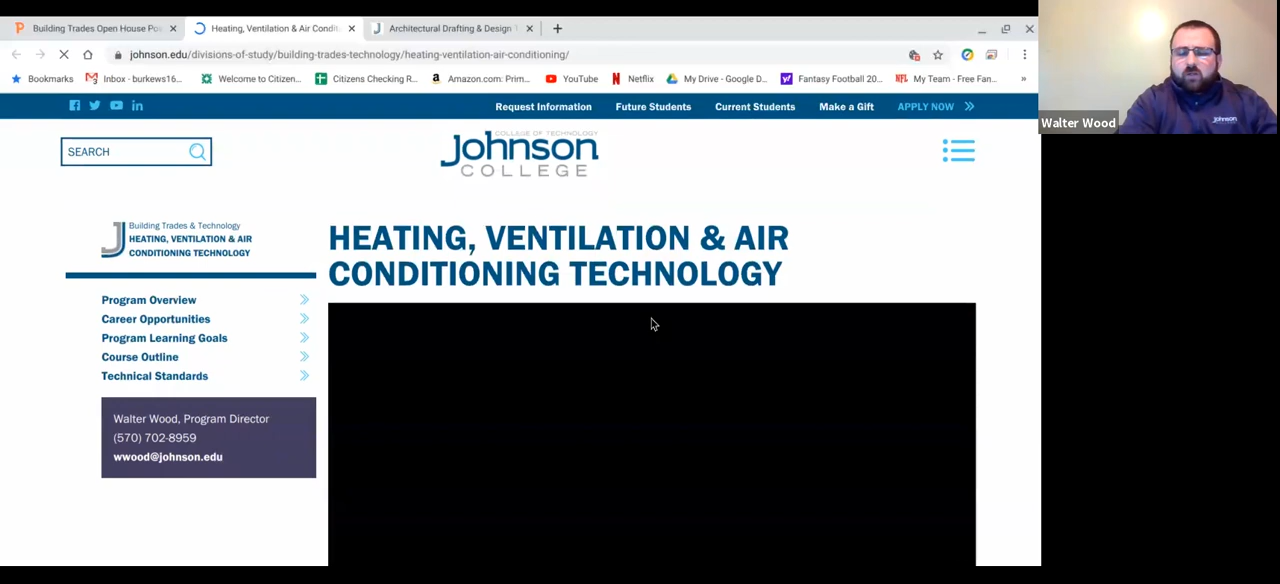 Building Trades Open House Po
Heating, Ventilation & Air Condit
Architectural Drafting & Design
johnson.edu/divisions-of-study/building-trades-technology/heating-ventilation-air-conditioning/
Bookmarks
Inbox - burkews16...
Welcome to Citizen...
Citizens Checking R...
Amazon.com: Prim...
YouTube
Netflix
My Drive - Google D...
Fantasy Football 20...
My Team - Free Fan...
Request Information
Future Students
Current Students
Make a Gift
APPLY NOW
SEARCH
COLLEGE OF TECHNOLOGY
Johnson
COLLEGE
Building Trades & Technology
HEATING, VENTILATION & AIR
CONDITIONING TECHNOLOGY
HEATING, VENTILATION & AIR
CONDITIONING TECHNOLOGY
Program Overview
Career Opportunities
Program Learning Goals
Course Outline
Technical Standards
Walter Wood, Program Director
(570) 702-8959
wwood@johnson.edu
Walter Wood
Johnson